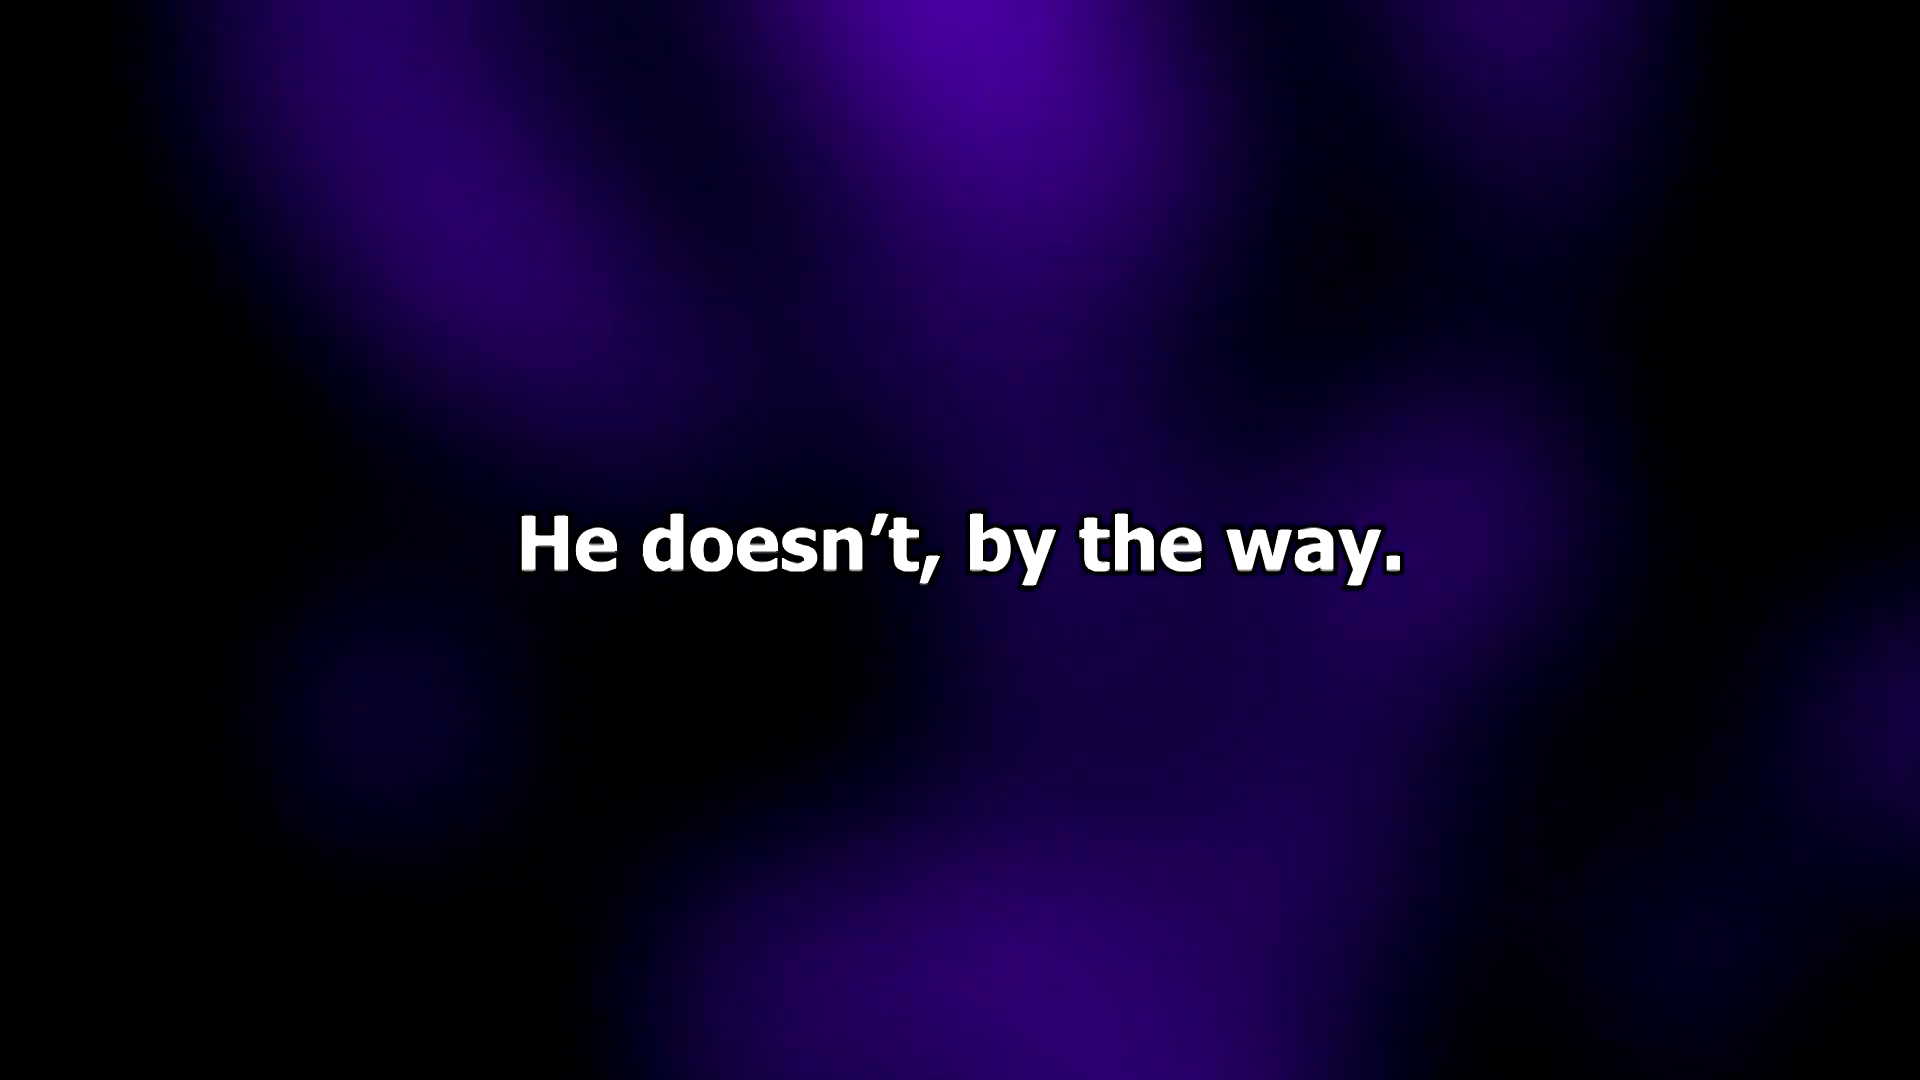 He doesn’t, by the way.